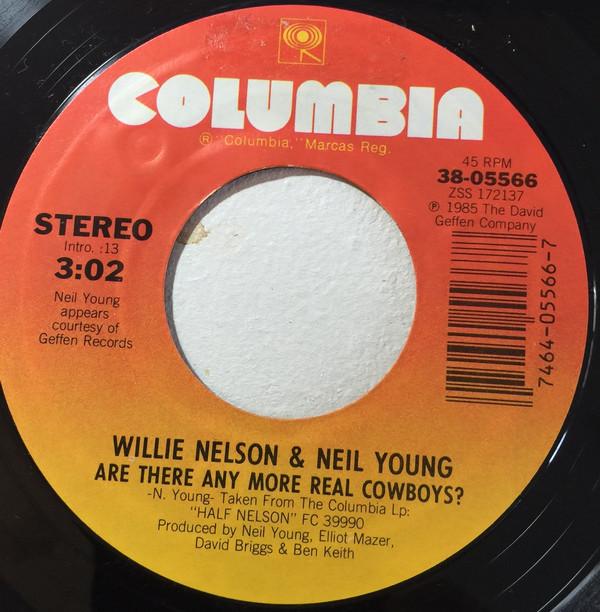 COLUMBIA
® "Columbia," Marcas Reg.
45 RPM
38-05566
ZSS 172137
℗ 1985 The David
Geffen Company
STEREO
Intro. :13
3:02
Neil Young
appears
courtesy of
Geffen Records
7464-05566-7
WILLIE NELSON & NEIL YOUNG
ARE THERE ANY MORE REAL COWBOYS?
-N. Young- Taken From The Columbia Lp:
"HALF NELSON" FC 39990
Produced by Neil Young, Elliot Mazer,
David Briggs & Ben Keith